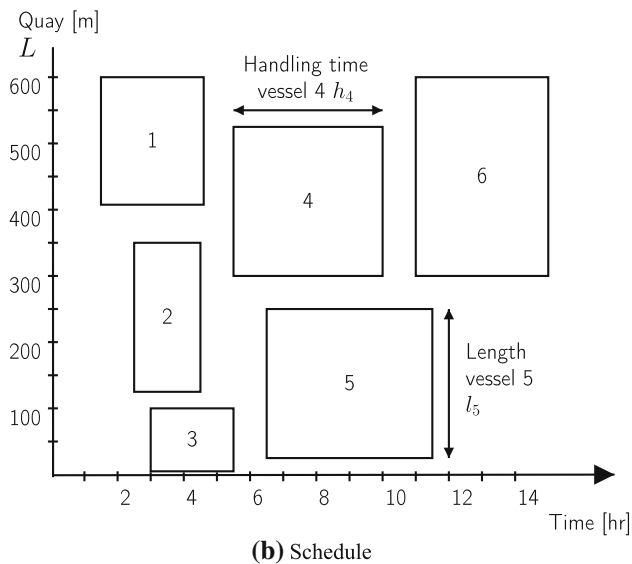 Quay [m]
L
600
500
400
300
200
100
Handling time
vessel 4 h4
1
2
3
4
5
6
Length
vessel 5
l5
2 4 6 8 10 12 14
Time [hr]
(b) Schedule